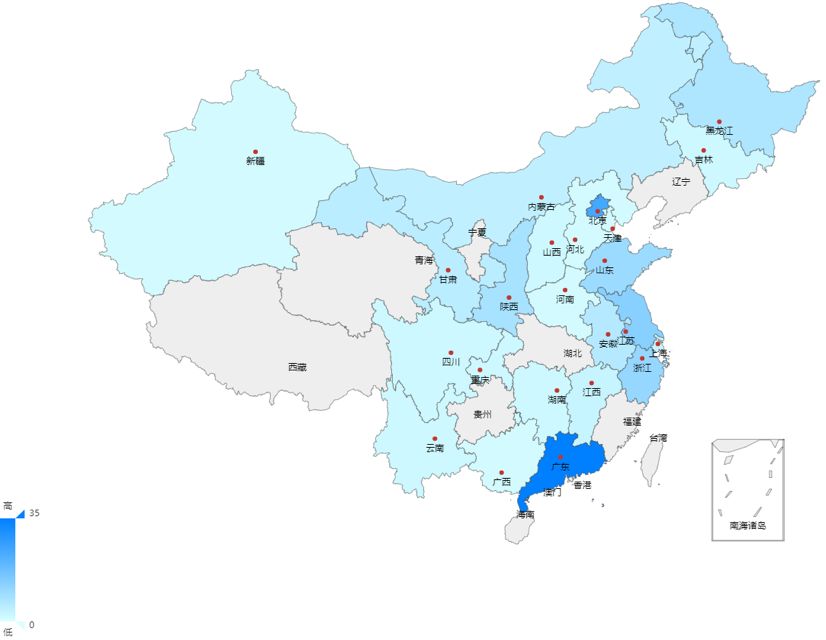 黑龙江
吉林
新疆
辽宁
内蒙古
北京
宁夏
天津
山西
河北
青海
山东
甘肃
河南
陕西
安徽
江苏
上海
湖北
四川
浙江
西藏
重庆
江西
湖南
贵州
福建
台湾
云南
广东
广西
香港
澳门
高
35
海南
南海诸岛
0
低